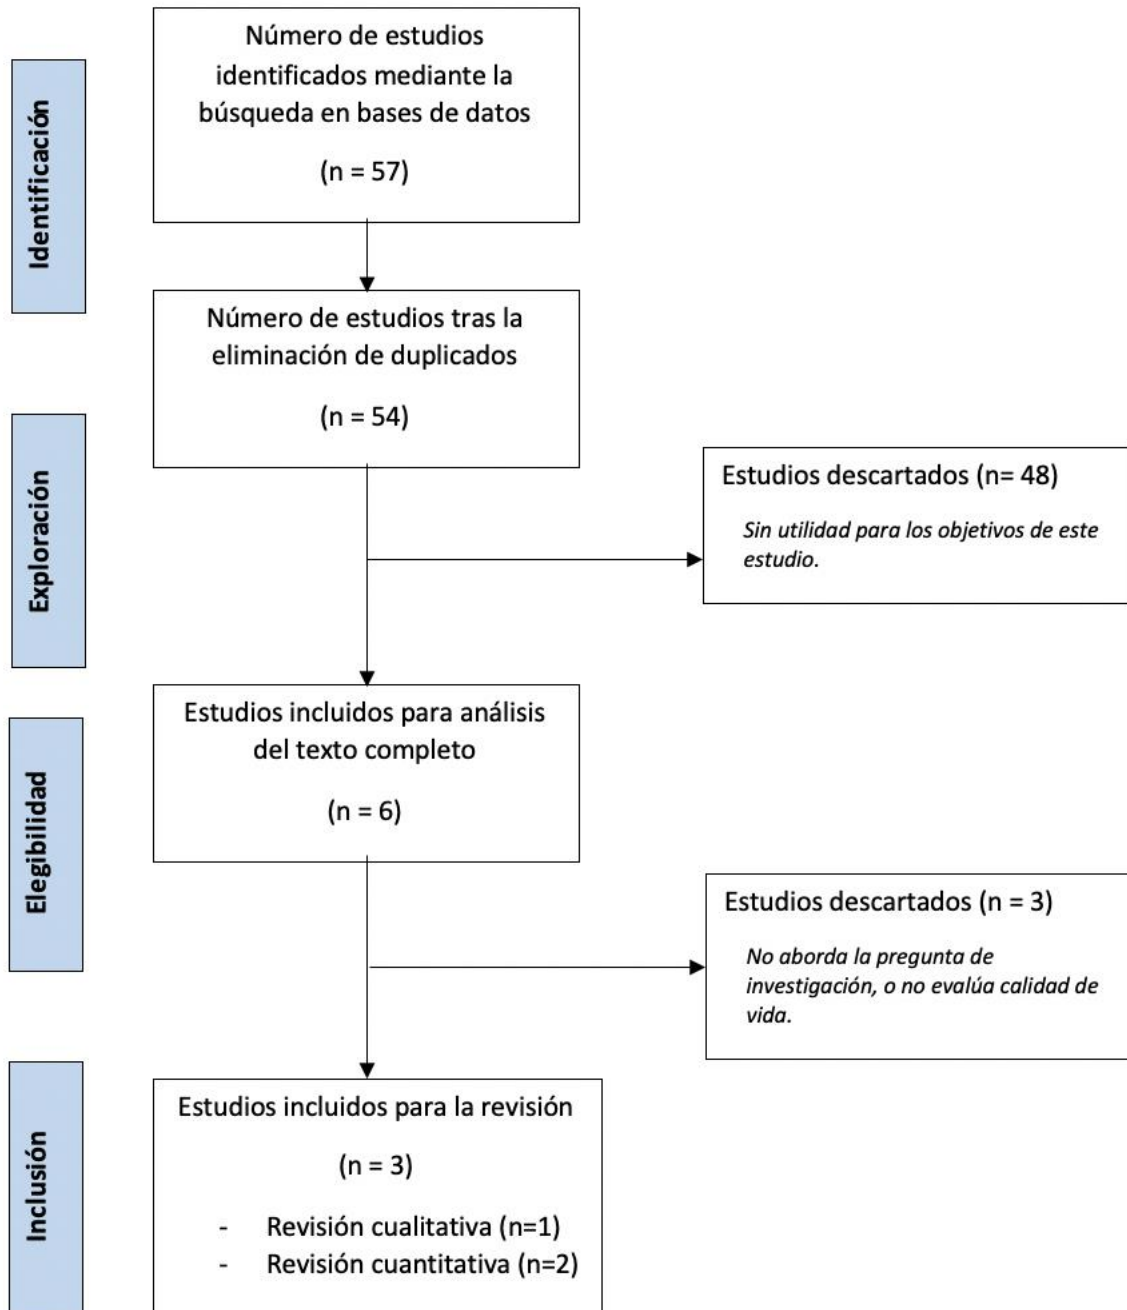 Identificación
Número de estudios
identificados mediante la
búsqueda en bases de datos
(n = 57)
Número de estudios tras la
eliminación de duplicados
(n = 54)
Exploración
Estudios descartados (n= 48)
Sin utilidad para los objetivos de este
estudio.
Estudios incluidos para análisis
del texto completo
(n = 6)
Elegibilidad
Estudios descartados (n = 3)
No aborda la pregunta de
investigación, o no evalúa calidad de
vida.
Inclusión
Estudios incluidos para la revisión
(n = 3)
- Revisión cualitativa (n=1)
- Revisión cuantitativa (n=2)